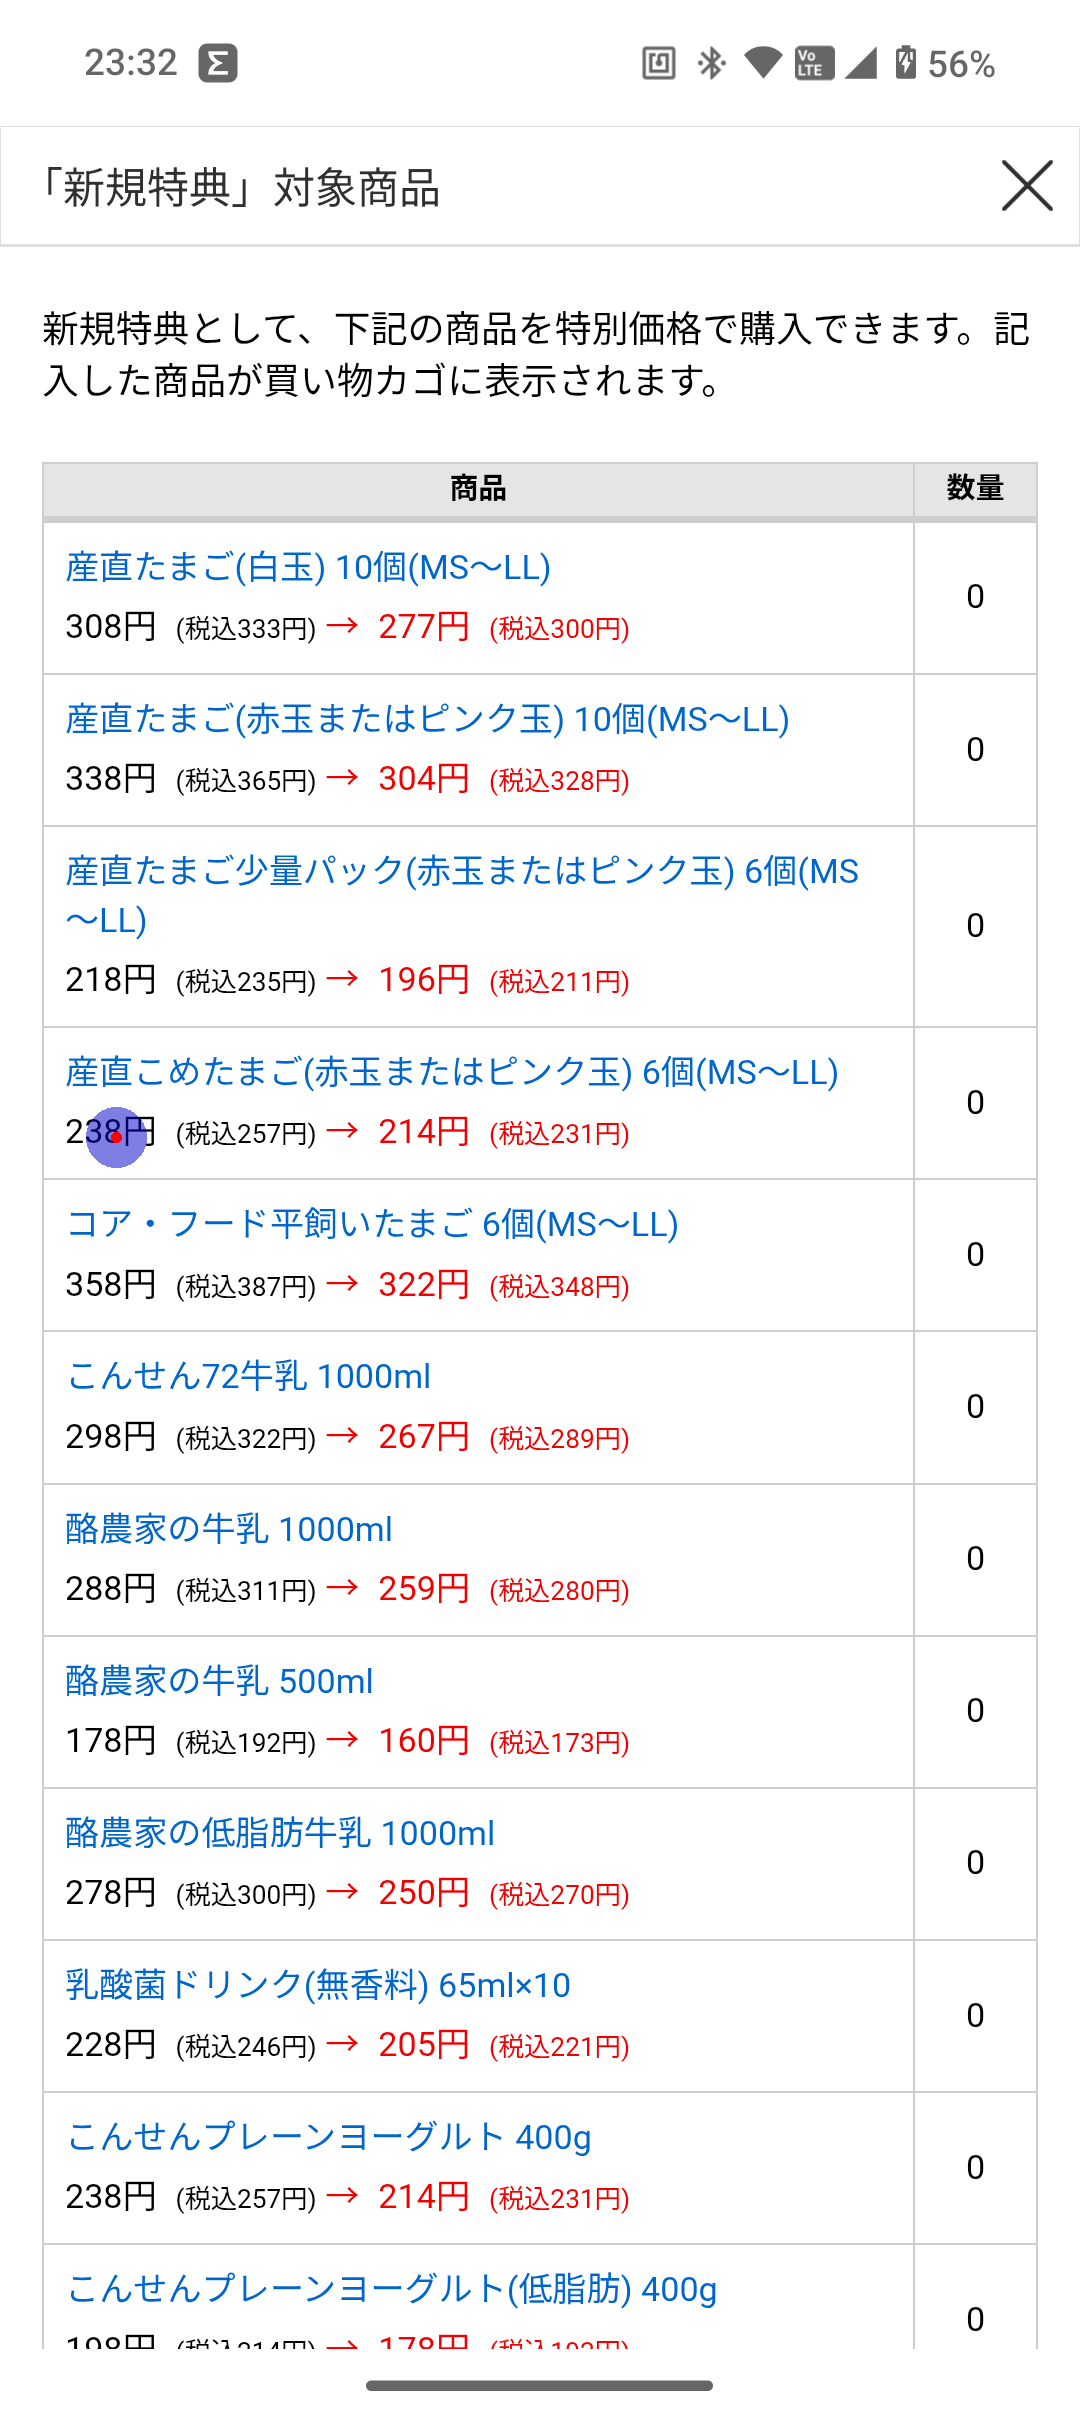 23:32 Vo LTE 56%
「新規特典」対象商品
新規特典として、下記の商品を特別価格で購入できます。記
入した商品が買い物カゴに表示されます。
商品 数量
産直たまご(白玉) 10個(MS〜LL)
308円 (税込333円) → 277円 (税込300円)
0
産直たまご(赤玉またはピンク玉) 10個(MS〜LL)
338円 (税込365円) → 304円 (税込328円)
0
産直たまご少量パック(赤玉またはピンク玉) 6個(MS
〜LL)
218円 (税込235円) → 196円 (税込211円)
0
産直こめたまご(赤玉またはピンク玉) 6個(MS〜LL)
238円 (税込257円) → 214円 (税込231円)
0
コア・フード平飼いたまご 6個(MS〜LL)
358円 (税込387円) → 322円 (税込348円)
0
こんせん72牛乳 1000ml
298円 (税込322円) → 267円 (税込289円)
0
酪農家の牛乳 1000ml
288円 (税込311円) → 259円 (税込280円)
0
酪農家の牛乳 500ml
178円 (税込192円) → 160円 (税込173円)
0
酪農家の低脂肪牛乳 1000ml
278円 (税込300円) → 250円 (税込270円)
0
乳酸菌ドリンク(無香料) 65ml×10
228円 (税込246円) → 205円 (税込221円)
0
こんせんプレーンヨーグルト 400g
238円 (税込257円) → 214円 (税込231円)
0
こんせんプレーンヨーグルト(低脂肪) 400g
198円 (税込214円) → 178円 (税込192円)
0